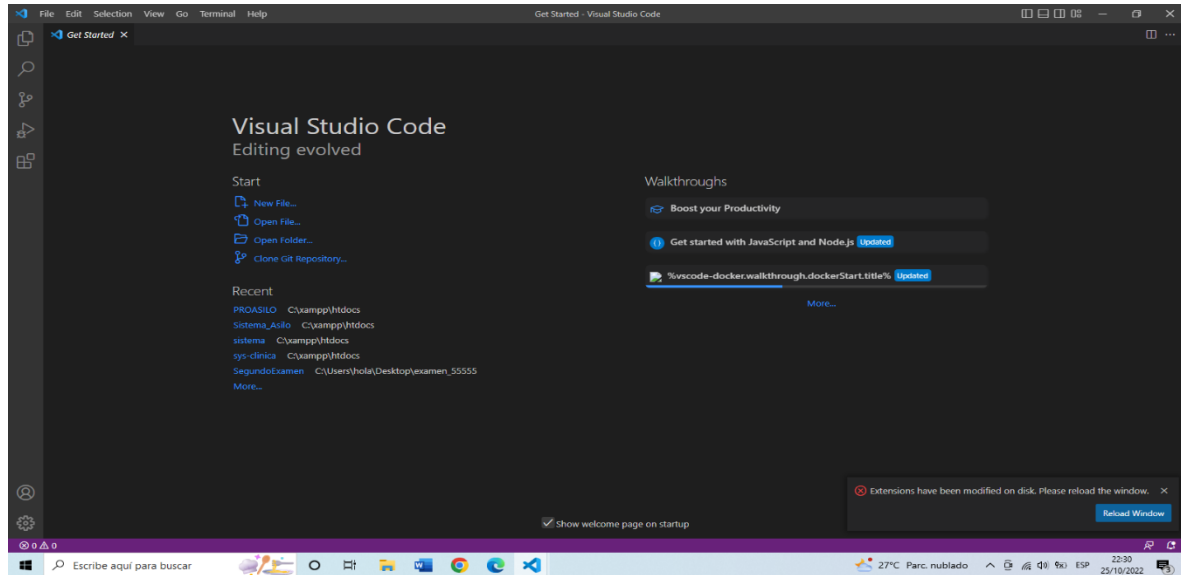 File Edit Selection View Go Terminal Help
Get Started - Visual Studio Code
Get Started
Visual Studio Code
Editing evolved
Start
New File...
Open File...
Open Folder...
Clone Git Repository...
Recent
PROASILO C:\xampp\htdocs
Sistema_Asilo C:\xampp\htdocs
sistema C:\xampp\htdocs
sys-clinica C:\xampp\htdocs
SegundoExamen C:\Users\hola\Desktop\examen_55555
More...
Walkthroughs
Boost your Productivity
Get started with JavaScript and Node.js Updated
%vscode-docker.walkthrough.dockerStart.title% Updated
More...
Extensions have been modified on disk. Please reload the window.
Reload Window
Show welcome page on startup
0 0
Escribe aquí para buscar
27°C Parc. nublado
ESP
22:30
25/10/2022
3